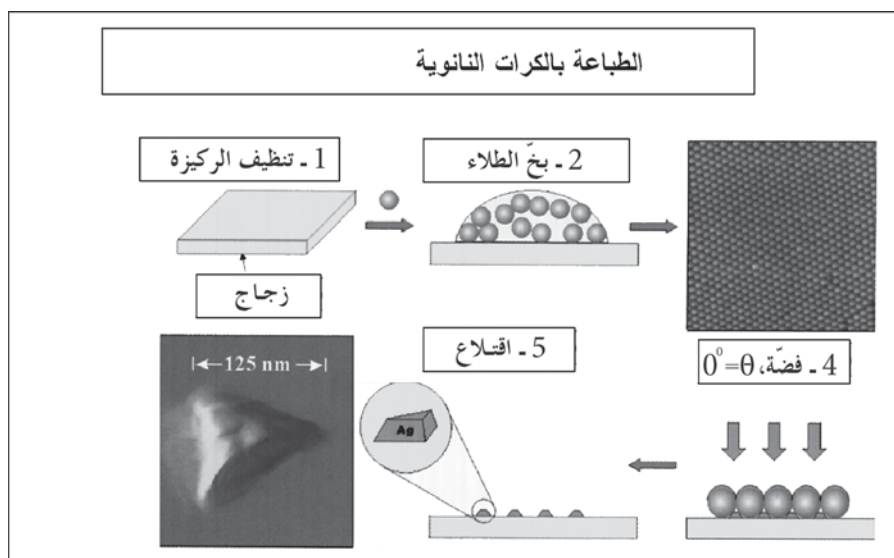 الطباعة بالكرات النانوية
1 ـ تنظيف الركيزة
2 ـ بخّ الطلاء
زجاج
125 nm
5 ـ اقتلاع
4 ـ فضّة، θ=0°
Ag